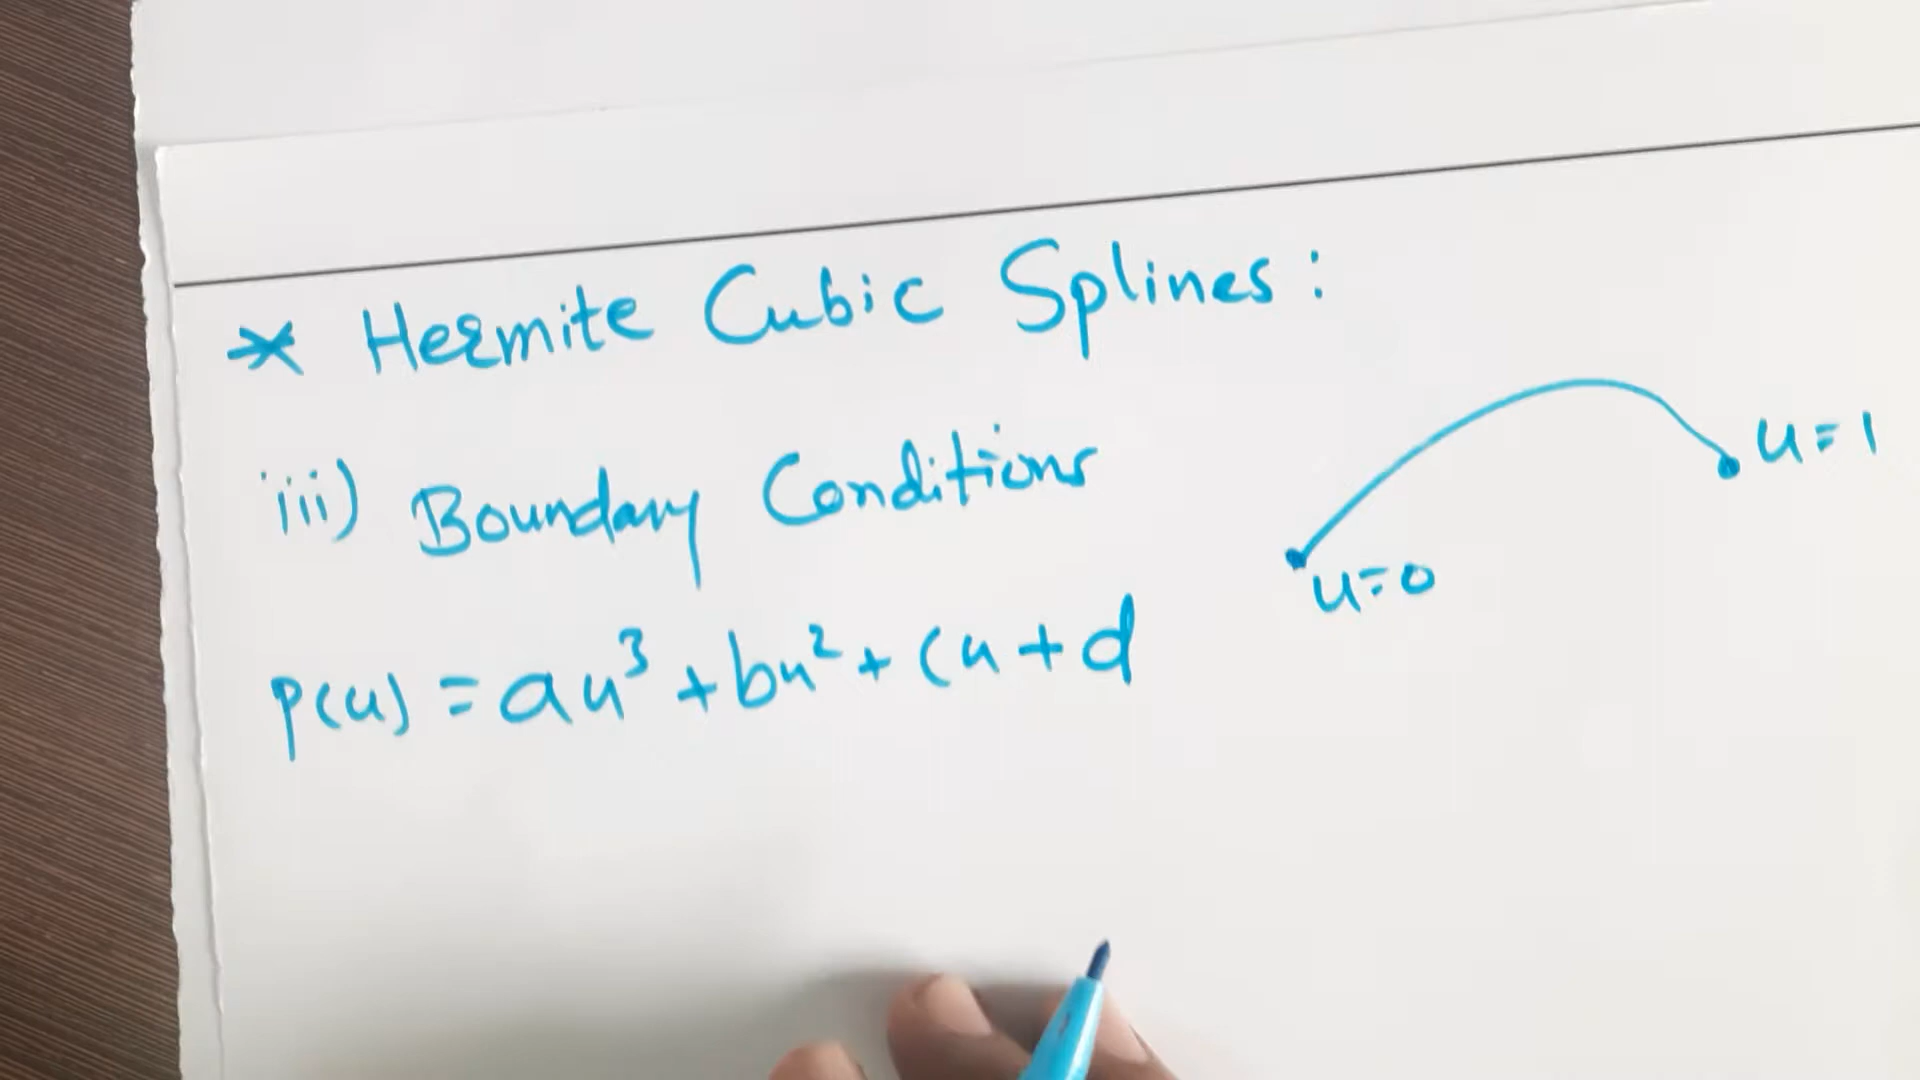 * Hermite Cubic Splines :
iii) Boundary Conditions
u=1
u=0
p(u) = au³ + bu² + cu + d